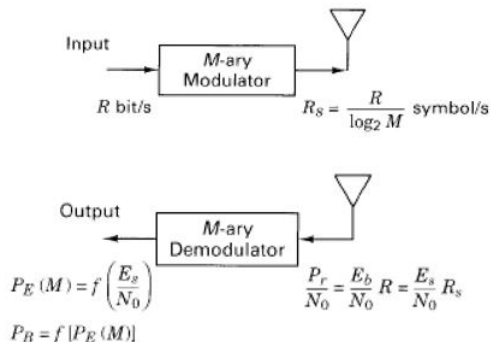 Input
M-ary
Modulator
R bit/s
R_S = R / log₂ M symbol/s
Output
M-ary
Demodulator
P_E (M) = f(E_s / N_0)
P_r / N_0 = E_b / N_0 R = E_s / N_0 R_s
P_B = f [P_E (M)]